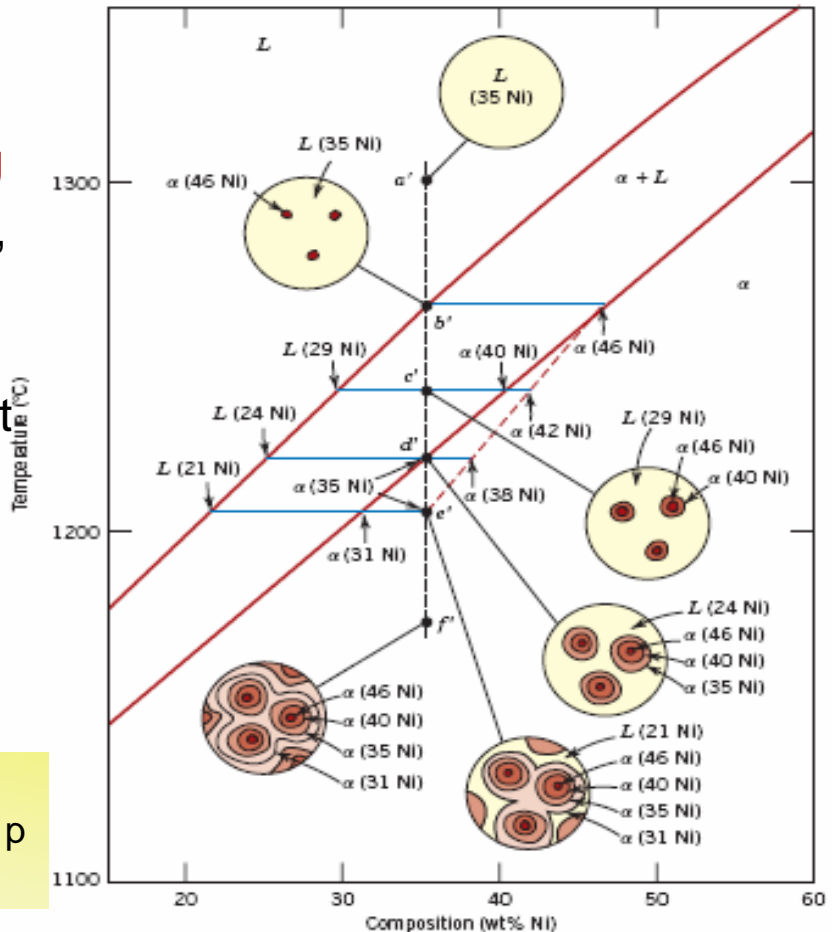 L
L
(35 Ni)
L (35 Ni)
α (46 Ni)
a′
α + L
1300
,
α
b′
α (46 Ni)
L (29 Ni)
α (40 Ni)
c′
t
α (42 Ni)
L (24 Ni)
L (29 Ni)
α (46 Ni)
α (40 Ni)
d′
L (21 Ni)
α (35 Ni)
α (38 Ni)
e′
1200
α (31 Ni)
Temperature (°C)
f′
L (24 Ni)
α (46 Ni)
α (40 Ni)
α (35 Ni)
α (46 Ni)
α (40 Ni)
α (35 Ni)
α (31 Ni)
L (21 Ni)
α (46 Ni)
α (40 Ni)
α (35 Ni)
α (31 Ni)
p
1100
20 30 40 50 60
Composition (wt% Ni)